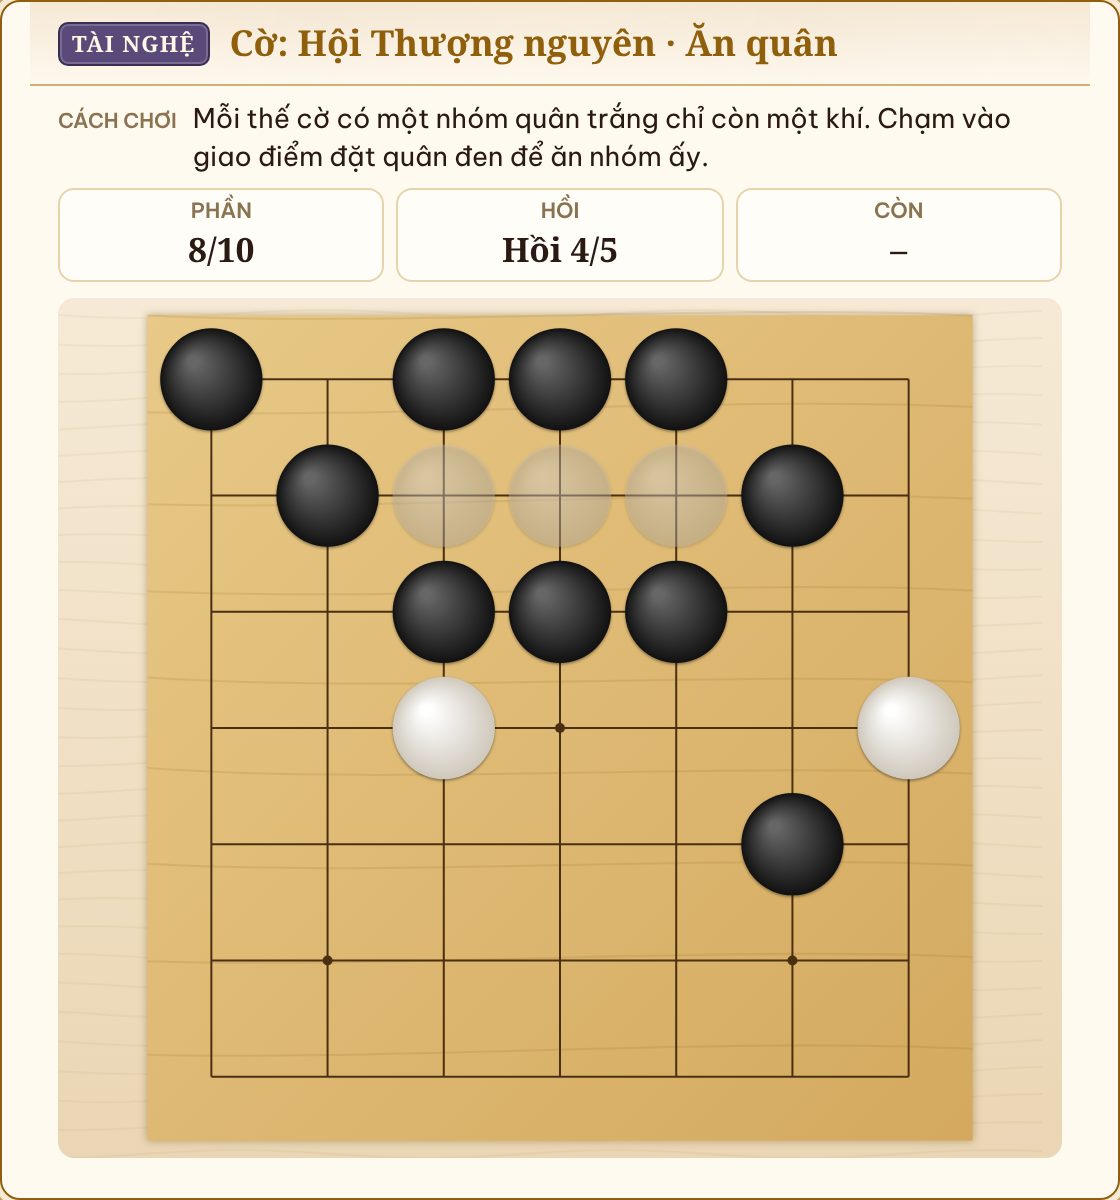 TÀI NGHỆ
Cờ: Hội Thượng nguyên · Ăn quân
CÁCH CHƠI
Mỗi thế cờ có một nhóm quân trắng chỉ còn một khí. Chạm vào
giao điểm đặt quân đen để ăn nhóm ấy.
PHẦN
8/10
HỒI
Hồi 4/5
CÒN
–